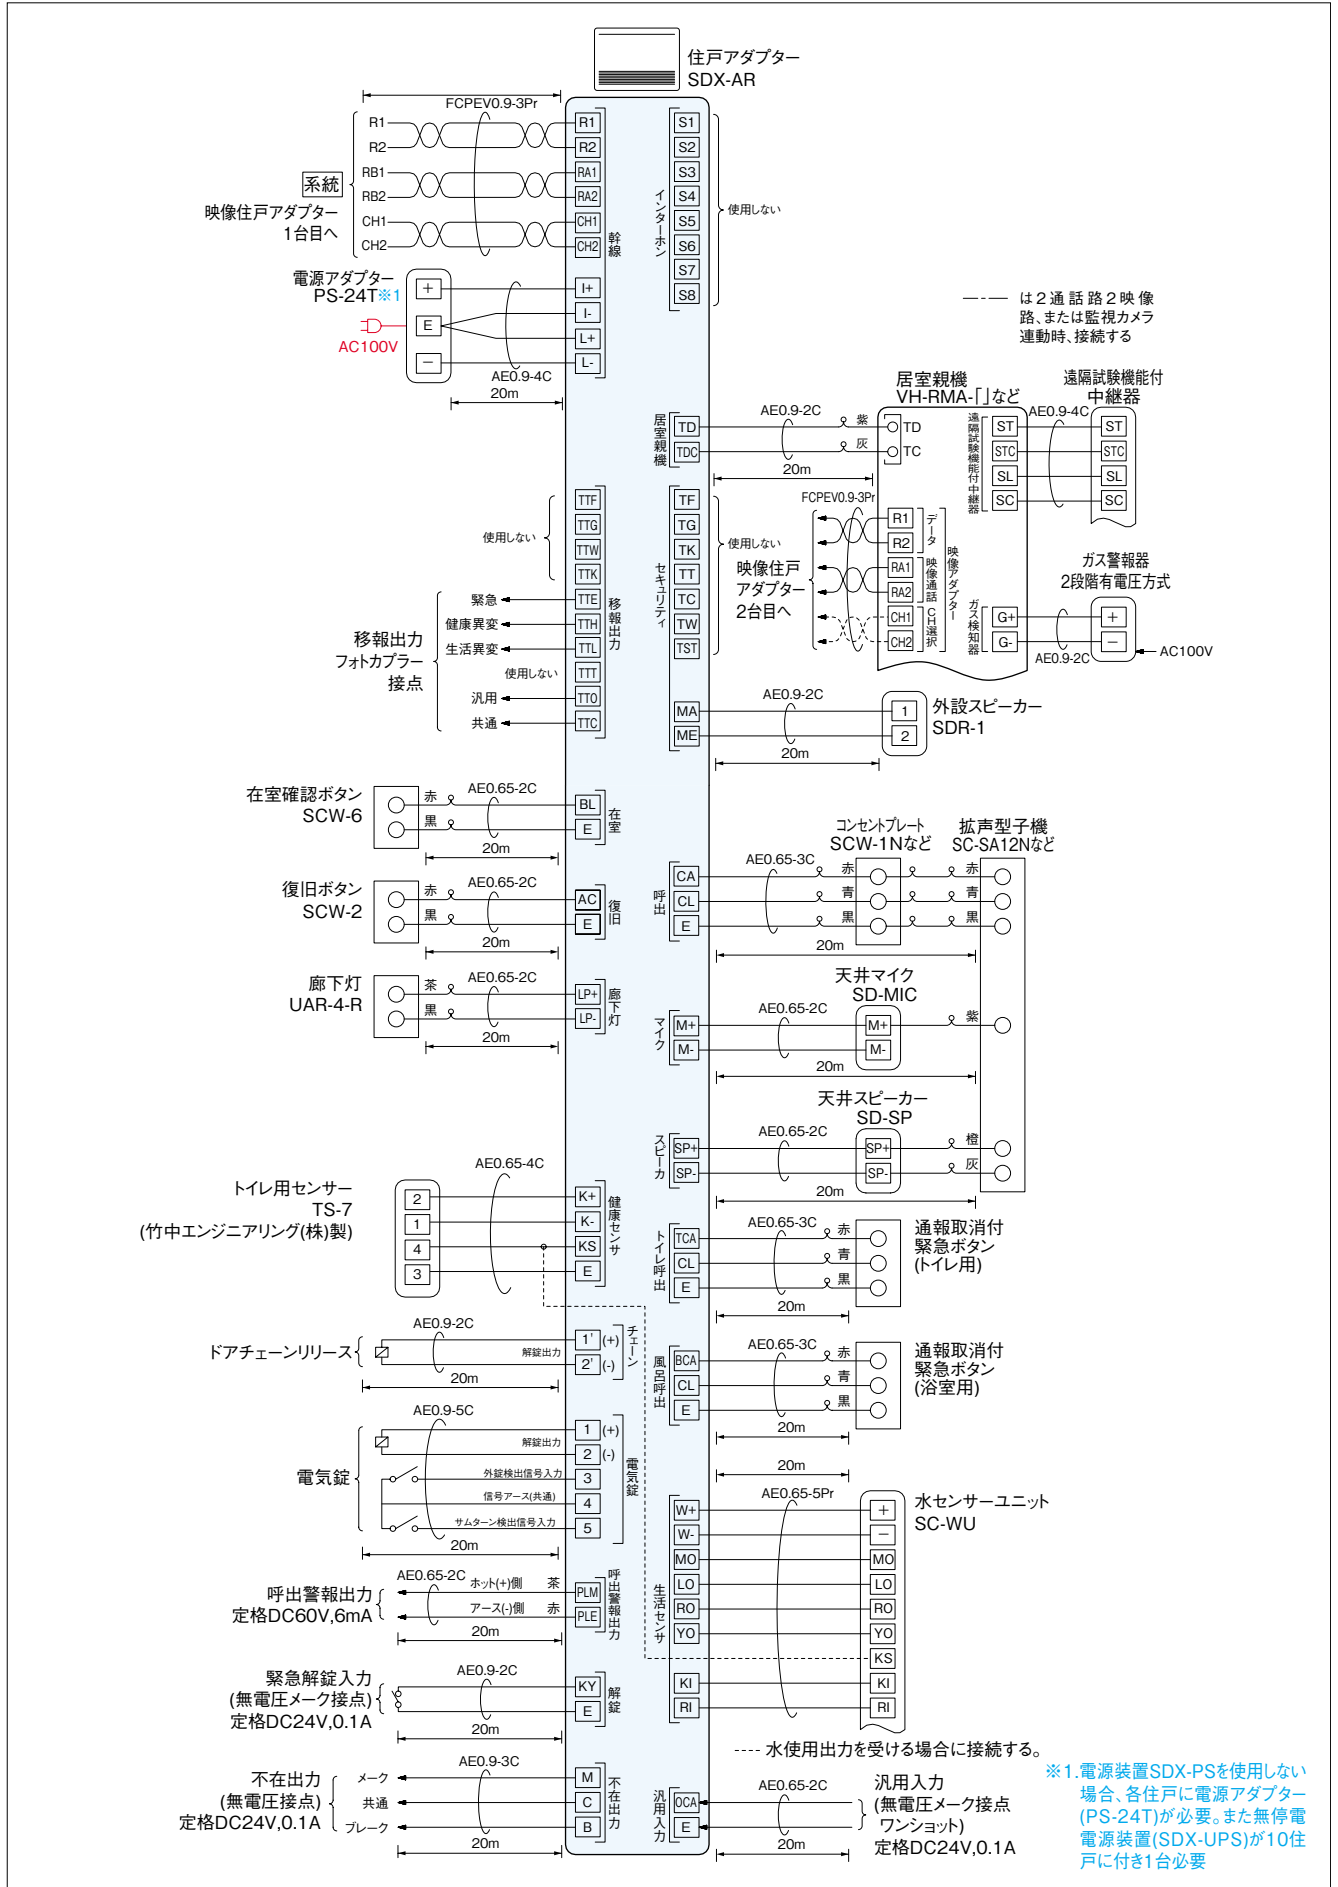 住戸アダプター
SDX-AR
FCPEV0.9-3Pr
R1
R2
RB1
RB2
CH1
CH2
系統
映像住戸アダプター
1台目へ
R1
R2
RA1
RA2
CH1
CH2
I+
I-
L+
L-
幹線
電源アダプター
PS-24T※1
+
E
−
AC100V
AE0.9-4C
20m
S1
S2
S3
S4
S5
S6
S7
S8
インターホン
使用しない
は2通話路2映像
路、または監視カメラ
連動時、接続する
居室親機
TD
TDC
AE0.9-2C
紫
灰
20m
居室親機
VH-RMA-「」など
TD
TC
遠隔試験機能付中継器
ST
STC
SL
SC
AE0.9-4C
遠隔試験機能付
中継器
ST
STC
SL
SC
FCPEV0.9-3Pr
映像住戸
アダプター
2台目へ
R1
R2
RA1
RA2
CH1
CH2
データ
映像通話
CH選択
映像アダプター
ガス検知器
G+
G-
AE0.9-2C
ガス警報器
2段階有電圧方式
+
−
AC100V
TTF
TTG
TTW
TTK
TTE
TTH
TTL
TTT
TTO
TTC
移報出力
使用しない
緊急
健康異変
生活異変
使用しない
汎用
共通
移報出力
フォトカプラー
接点
TF
TG
TK
TT
TC
TW
TST
MA
ME
セキュリティ
使用しない
AE0.9-2C
20m
1
2
外設スピーカー
SDR-1
在室確認ボタン
SCW-6
赤
黒
AE0.65-2C
20m
BL
E
在室
復旧ボタン
SCW-2
赤
黒
AE0.65-2C
20m
AC
E
復旧
廊下灯
UAR-4-R
茶
黒
AE0.65-2C
20m
LP+
LP-
廊下灯
呼出
CA
CL
E
AE0.65-3C
赤
青
黒
コンセントプレート
SCW-1Nなど
拡声型子機
SC-SA12Nなど
赤
青
黒
20m
マイク
M+
M-
AE0.65-2C
天井マイク
SD-MIC
M+
M-
紫
20m
スピーカ
SP+
SP-
AE0.65-2C
天井スピーカー
SD-SP
SP+
SP-
橙
灰
20m
トイレ用センサー
TS-7
(竹中エンジニアリング(株)製)
2
1
4
3
AE0.65-4C
K+
K-
KS
E
健康センサ
トイレ呼出
TCA
CL
E
AE0.65-3C
赤
青
黒
20m
通報取消付
緊急ボタン
(トイレ用)
ドアチェーンリリース
AE0.9-2C
解錠出力
20m
1'
2'
(+)
(-)
チェーン
風呂呼出
BCA
CL
E
AE0.65-3C
赤
青
黒
20m
通報取消付
緊急ボタン
(浴室用)
電気錠
AE0.9-5C
解錠出力
外錠検出信号入力
信号アース(共通)
サムターン検出信号入力
20m
1
2
3
4
5
(+)
(-)
電気錠
20m
AE0.65-5Pr
生活センサ
W+
W-
MO
LO
RO
YO
KI
RI
+
−
MO
LO
RO
YO
KS
KI
RI
水センサーユニット
SC-WU
呼出警報出力
定格DC60V,6mA
AE0.65-2C
ホット(+)側
茶
アース(-)側
赤
20m
PLM
PLE
呼出警報出力
緊急解錠入力
(無電圧メーク接点)
定格DC24V,0.1A
AE0.9-2C
20m
KY
E
解錠
不在出力
(無電圧接点)
定格DC24V,0.1A
メーク
共通
ブレーク
AE0.9-3C
20m
M
C
B
不在出力
水使用出力を受ける場合に接続する。
汎用入力
OCA
E
AE0.65-2C
20m
汎用入力
(無電圧メーク接点
ワンショット)
定格DC24V,0.1A
※1.電源装置SDX-PSを使用しない
場合、各住戸に電源アダプター
(PS-24T)が必要。また無停電
電源装置(SDX-UPS)が10住
戸に付き1台必要